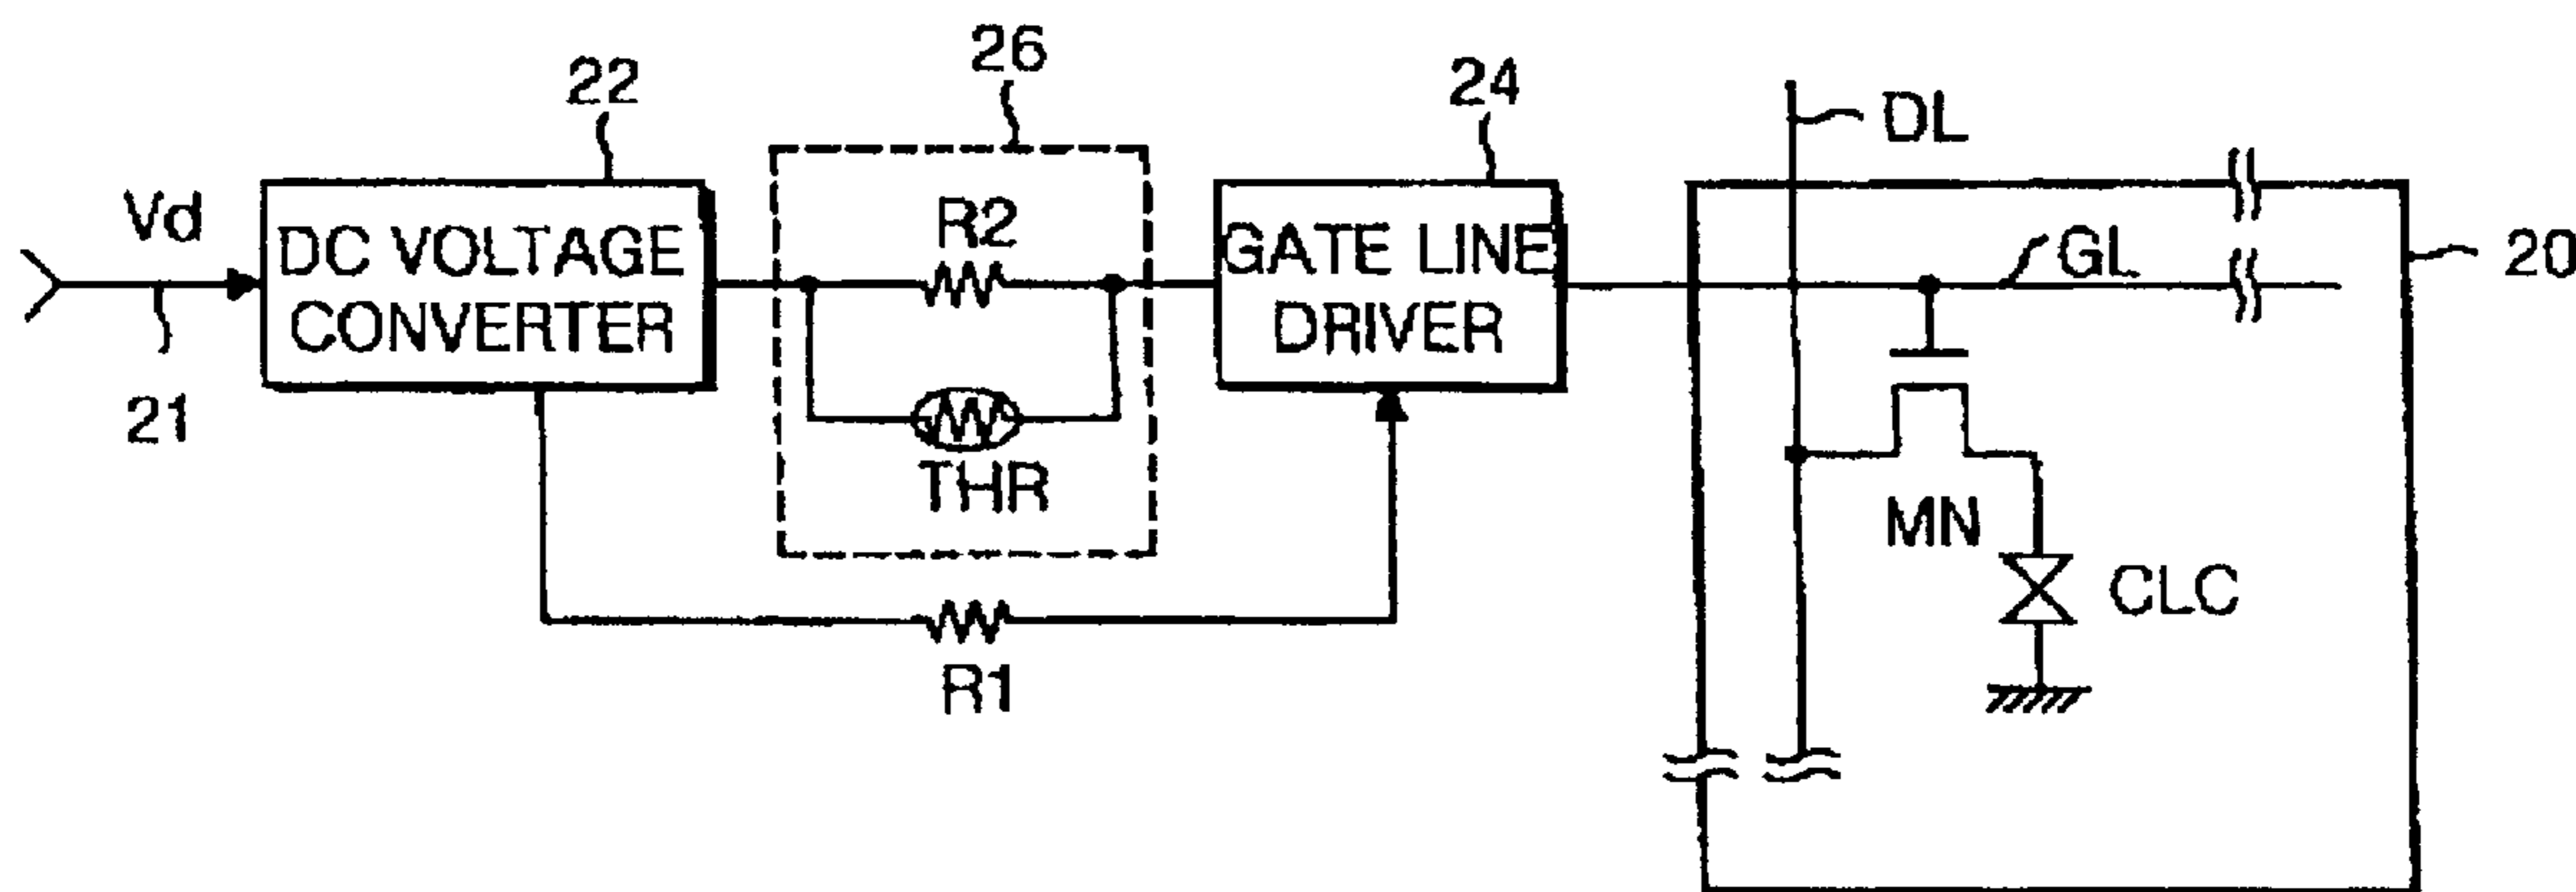 26
22
24
DL
Vd
DC VOLTAGE
CONVERTER
R2
GATE LINE
DRIVER
GL
20
21
THR
MN
CLC
R1